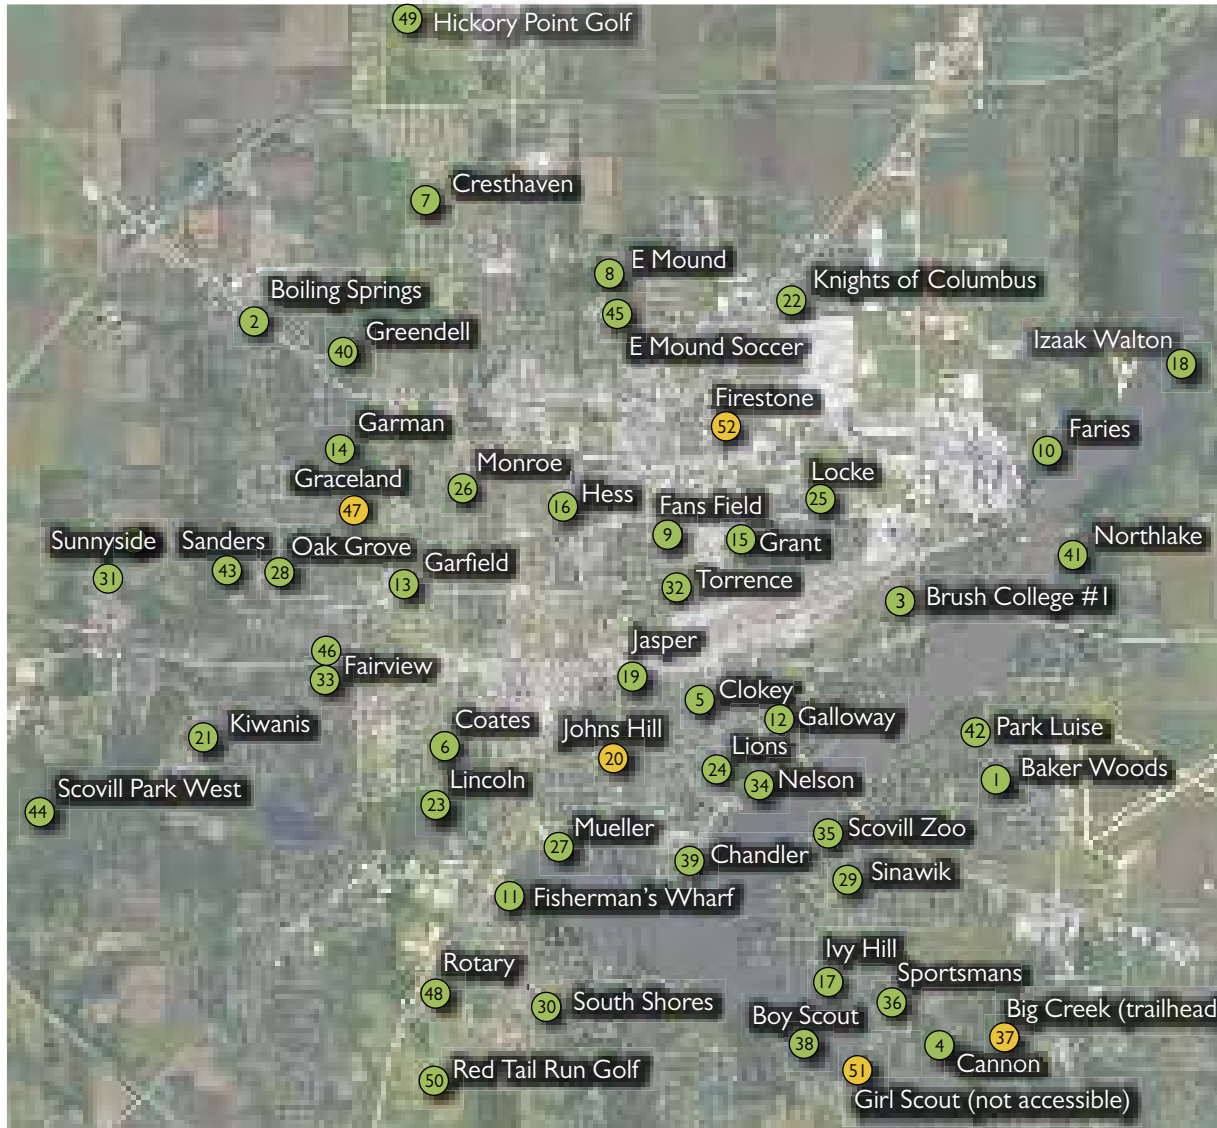 49 Hickory Point Golf
7 Cresthaven
8 E Mound
22 Knights of Columbus
Boiling Springs
2
45
E Mound Soccer
40 Greendell
Izaak Walton
18
Firestone
52
14 Garman
10 Faries
Graceland
47
26 Monroe
16 Hess
Locke
25
Fans Field
9
15 Grant
41 Northlake
Sunnyside
31
Sanders
43
28 Oak Grove
13 Garfield
32 Torrence
3 Brush College #1
46
33
Fairview
Jasper
19
5 Clokey
12 Galloway
42 Park Luise
21 Kiwanis
6 Coates
Johns Hill
20
24 Lions
34 Nelson
1 Baker Woods
Scovill Park West
44
23 Lincoln
27 Mueller
35 Scovill Zoo
39 Chandler
29 Sinawik
11 Fisherman's Wharf
Ivy Hill
17
Sportsmans
36
48 Rotary
30 South Shores
Boy Scout
38
Big Creek (trailhead
37
4
Cannon
51
Girl Scout (not accessible)
50 Red Tail Run Golf